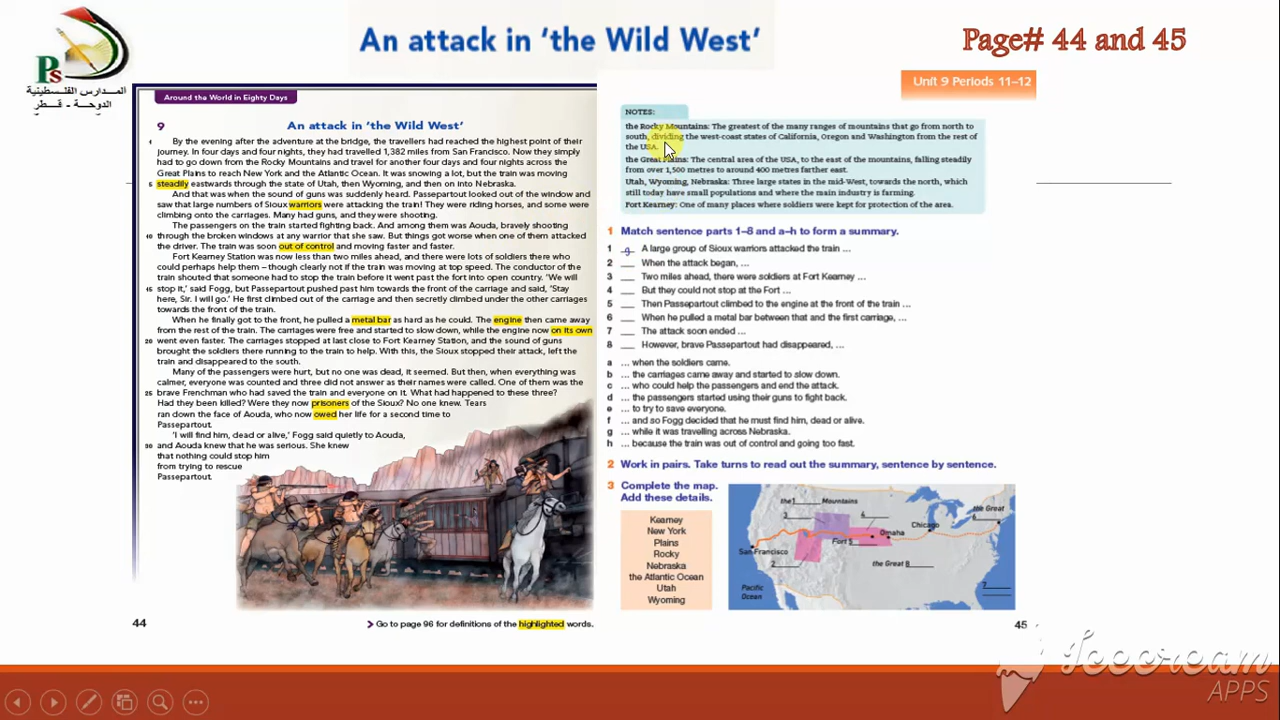 An attack in ‘the Wild West’
Page# 44 and 45
Ps
المدارس الفلسطينية
الدوحة - قطر
Around the World in Eighty Days
9
An attack in ‘the Wild West’
1 By the evening after the adventure at the bridge, the travellers had reached the highest point of their
journey. In four days and four nights, they had travelled 1,382 miles from San Francisco. Now they simply
had to go down from the Rocky Mountains and travel for another four days and four nights across the
Great Plains to reach New York and the Atlantic Ocean. It was snowing a lot, but the train was moving
5 steadily eastwards through the state of Utah, then Wyoming, and then on into Nebraska.
And that was when the sound of guns was suddenly heard. Passepartout looked out of the window and
saw that large numbers of Sioux warriors were attacking the train! They were riding horses, and some were
climbing onto the carriages. Many had guns, and they were shooting.
The passengers on the train started fighting back. And among them was Aouda, bravely shooting
10 through the broken windows at any warrior that she saw. But things got worse when one of them attacked
the driver. The train was soon out of control and moving faster and faster.
Fort Kearney Station was now less than two miles ahead, and there were lots of soldiers there who
could perhaps help them – though clearly not if the train was moving at top speed. The conductor of the
train shouted that someone had to stop the train before it went past the fort into open country. ‘We will
15 stop it,’ said Fogg, but Passepartout pushed past him towards the front of the carriage and said, ‘Stay
here, Sir. I will go.’ He first climbed out of the carriage and then secretly climbed under the other carriages
towards the front of the train.
When he finally got to the front, he pulled a metal bar as hard as he could. The engine then came away
from the rest of the train. The carriages were free and started to slow down, while the engine now on its own
20 went even faster. The carriages stopped at last close to Fort Kearney Station, and the sound of guns
brought the soldiers there running to the train to help. With this, the Sioux stopped their attack, left the
train and disappeared to the south.
Many of the passengers were hurt, but no one was dead, it seemed. But then, when everything was
calmer, everyone was counted and three did not answer as their names were called. One of them was the
25 brave Frenchman who had saved the train and everyone on it. What had happened to these three?
Had they been killed? Were they now prisoners of the Sioux? No one knew. Tears
ran down the face of Aouda, who now owed her life for a second time to
Passepartout.
‘I will find him, dead or alive,’ Fogg said quietly to Aouda,
30 and Aouda knew that he was serious. She knew
that nothing could stop him
from trying to rescue
Passepartout.
44
Go to page 96 for definitions of the highlighted words.
Unit 9 Periods 11–12
NOTES:
the Rocky Mountains: The greatest of the many ranges of mountains that go from north to
south, dividing the west-coast states of California, Oregon and Washington from the rest of
the USA.
the Great Plains: The central area of the USA, to the east of the mountains, falling steadily
from over 1,500 metres to around 400 metres farther east.
Utah, Wyoming, Nebraska: Three large states in the mid-West, towards the north, which
still today have small populations and where the main industry is farming.
Fort Kearney: One of many places where soldiers were kept for protection of the area.
1 Match sentence parts 1–8 and a–h to form a summary.
1 g A large group of Sioux warriors attacked the train ...
2 ___ When the attack began, ...
3 ___ Two miles ahead, there were soldiers at Fort Kearney ...
4 ___ But they could not stop at the Fort ...
5 ___ Then Passepartout climbed to the engine at the front of the train ...
6 ___ When he pulled a metal bar between that and the first carriage, ...
7 ___ The attack soon ended ...
8 ___ However, brave Passepartout had disappeared, ...
a ... when the soldiers came.
b ... the carriages came away and started to slow down.
c ... who could help the passengers and end the attack.
d ... the passengers started using their guns to fight back.
e ... to try to save everyone.
f ... and so Fogg decided that he must find him, dead or alive.
g ... while it was travelling across Nebraska.
h ... because the train was out of control and going too fast.
2 Work in pairs. Take turns to read out the summary, sentence by sentence.
3 Complete the map.
Add these details.
Kearney
New York
Plains
Rocky
Nebraska
the Atlantic Ocean
Utah
Wyoming
the 1____ Mountains
the Great
3____
4____
6____
Chicago
Omaha
Fort 5____
San Francisco
2____
the Great 8____
7____
Pacific
Ocean
45
Icecream
APPS